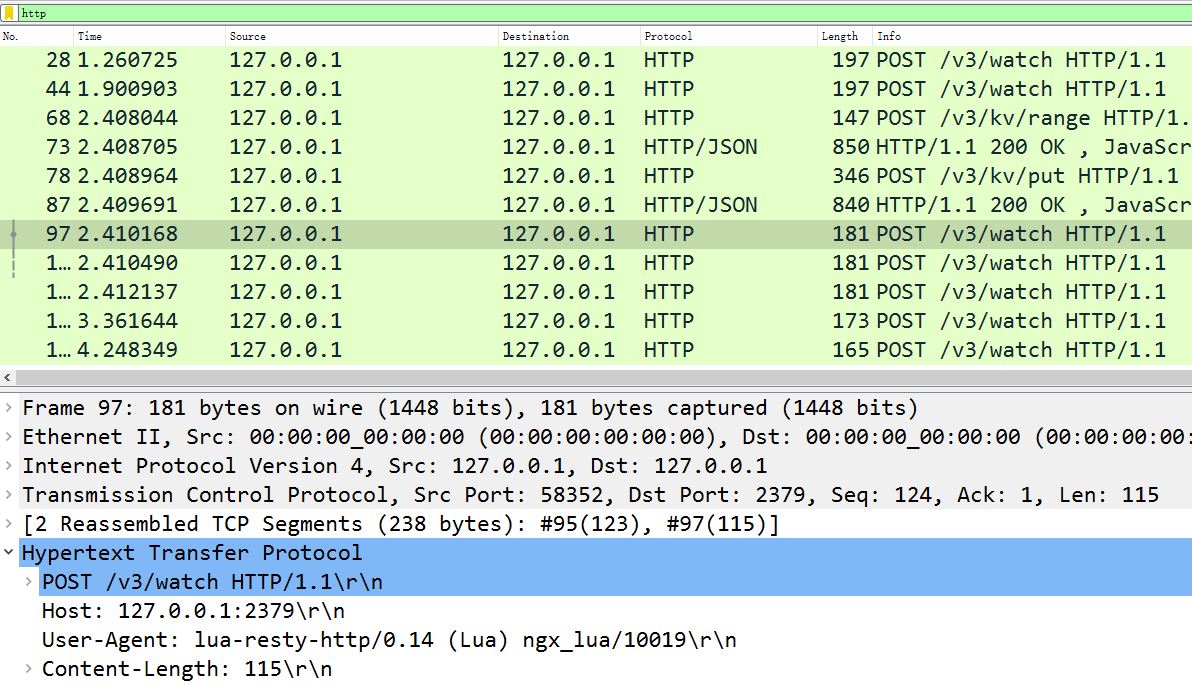 http
No. Time Source Destination Protocol Length Info
28 1.260725 127.0.0.1 127.0.0.1 HTTP 197 POST /v3/watch HTTP/1.1
44 1.900903 127.0.0.1 127.0.0.1 HTTP 197 POST /v3/watch HTTP/1.1
68 2.408044 127.0.0.1 127.0.0.1 HTTP 147 POST /v3/kv/range HTTP/1.
73 2.408705 127.0.0.1 127.0.0.1 HTTP/JSON 850 HTTP/1.1 200 OK , JavaScr
78 2.408964 127.0.0.1 127.0.0.1 HTTP 346 POST /v3/kv/put HTTP/1.1
87 2.409691 127.0.0.1 127.0.0.1 HTTP/JSON 840 HTTP/1.1 200 OK , JavaScr
97 2.410168 127.0.0.1 127.0.0.1 HTTP 181 POST /v3/watch HTTP/1.1
1… 2.410490 127.0.0.1 127.0.0.1 HTTP 181 POST /v3/watch HTTP/1.1
1… 2.412137 127.0.0.1 127.0.0.1 HTTP 181 POST /v3/watch HTTP/1.1
1… 3.361644 127.0.0.1 127.0.0.1 HTTP 173 POST /v3/watch HTTP/1.1
1… 4.248349 127.0.0.1 127.0.0.1 HTTP 165 POST /v3/watch HTTP/1.1
Frame 97: 181 bytes on wire (1448 bits), 181 bytes captured (1448 bits)
Ethernet II, Src: 00:00:00_00:00:00 (00:00:00:00:00:00), Dst: 00:00:00_00:00:00 (00:00:00:00:
Internet Protocol Version 4, Src: 127.0.0.1, Dst: 127.0.0.1
Transmission Control Protocol, Src Port: 58352, Dst Port: 2379, Seq: 124, Ack: 1, Len: 115
[2 Reassembled TCP Segments (238 bytes): #95(123), #97(115)]
Hypertext Transfer Protocol
POST /v3/watch HTTP/1.1\r\n
Host: 127.0.0.1:2379\r\n
User-Agent: lua-resty-http/0.14 (Lua) ngx_lua/10019\r\n
Content-Length: 115\r\n